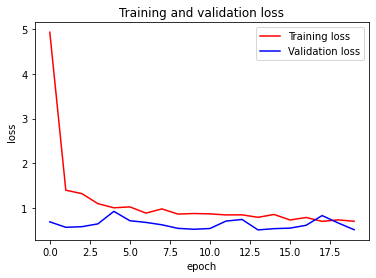 Training and validation loss
Training loss
Validation loss
5
4
3
2
1
loss
0.0 2.5 5.0 7.5 10.0 12.5 15.0 17.5
epoch